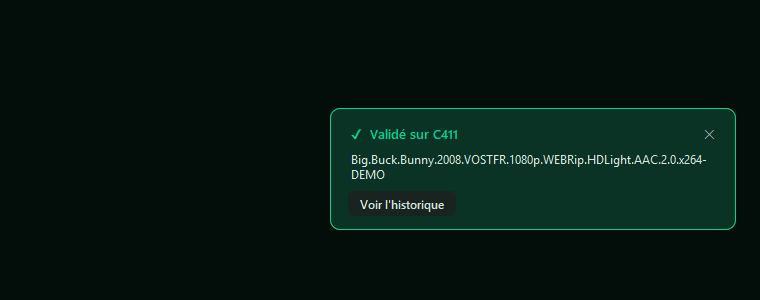 ✓ Validé sur C411
Big.Buck.Bunny.2008.VOSTFR.1080p.WEBRip.HDLight.AAC.2.0.x264-
DEMO
Voir l'historique